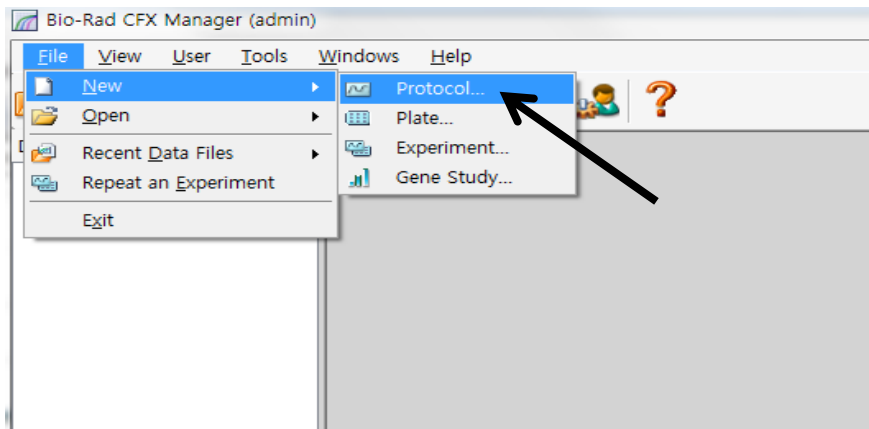 Bio-Rad CFX Manager (admin)
File View User Tools Windows Help
New
Open
Recent Data Files
Repeat an Experiment
Exit
Protocol...
Plate...
Experiment...
Gene Study...
?